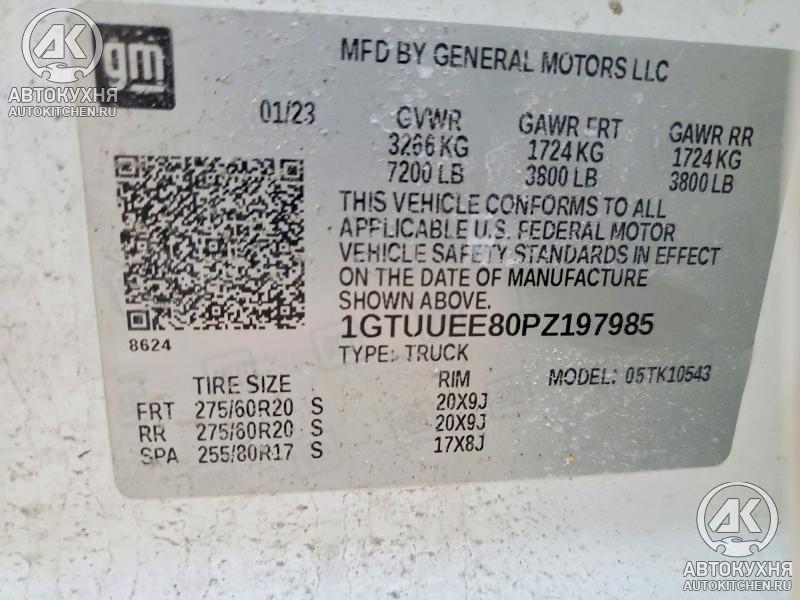 gm
MFD BY GENERAL MOTORS LLC
01/23
GVWR
3266 KG
7200 LB
GAWR FRT
1724 KG
3800 LB
GAWR RR
1724 KG
3800 LB
THIS VEHICLE CONFORMS TO ALL
APPLICABLE U.S. FEDERAL MOTOR
VEHICLE SAFETY STANDARDS IN EFFECT
ON THE DATE OF MANUFACTURE
SHOWN ABOVE.
1GTUUEE80PZ197985
TYPE: TRUCK
MODEL: 05TK10543
8624
TIRE SIZE RIM
FRT 275/60R20 S 20X9J
RR 275/60R20 S 20X9J
SPA 255/80R17 S 17X8J
АК
АВТОКУХНЯ
AUTOKITCHEN.RU
АК
АВТОКУХНЯ
AUTOKITCHEN.RU